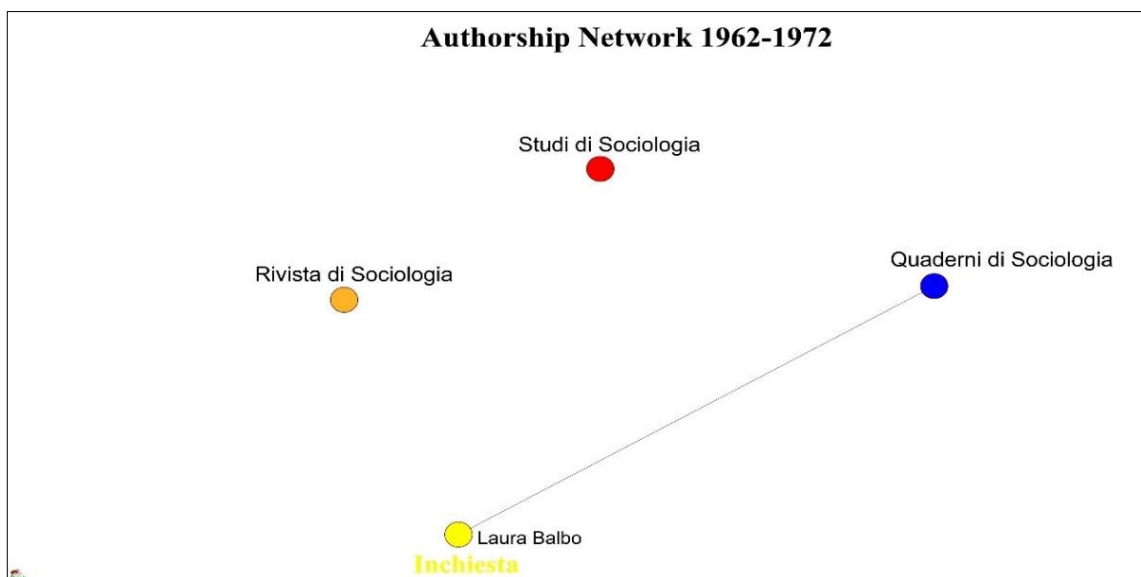 Authorship Network 1962-1972
Studi di Sociologia
Quaderni di Sociologia
Rivista di Sociologia
Laura Balbo
Inchiesta